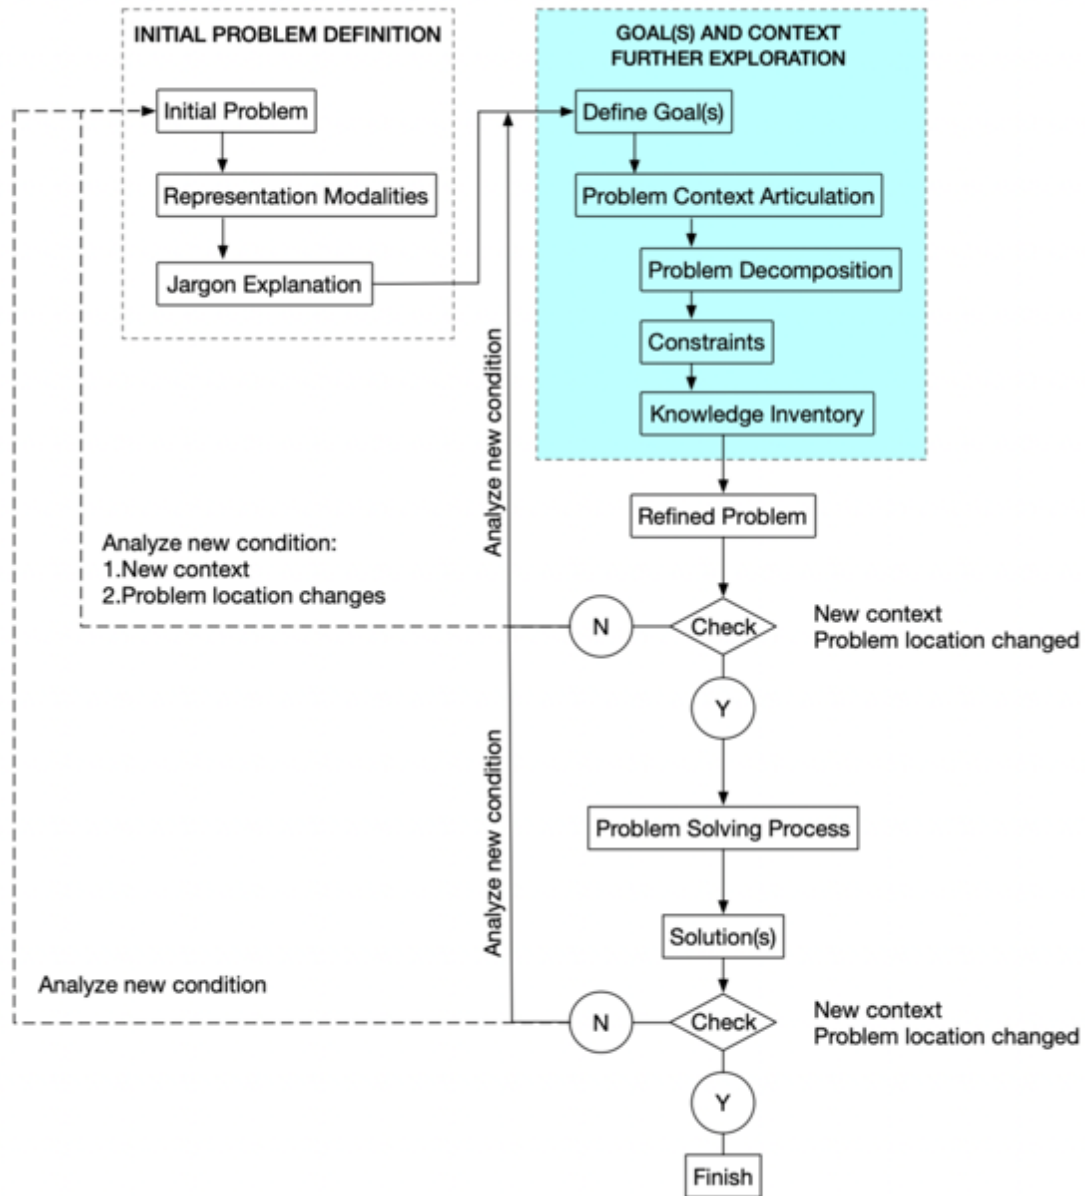 INITIAL PROBLEM DEFINITION
Initial Problem
Representation Modalities
Jargon Explanation
GOAL(S) AND CONTEXT
FURTHER EXPLORATION
Define Goal(s)
Problem Context Articulation
Problem Decomposition
Constraints
Knowledge Inventory
Analyze new condition
Refined Problem
Analyze new condition:
1.New context
2.Problem location changes
N
Check
New context
Problem location changed
Y
Analyze new condition
Problem Solving Process
Solution(s)
Analyze new condition
N
Check
New context
Problem location changed
Y
Finish